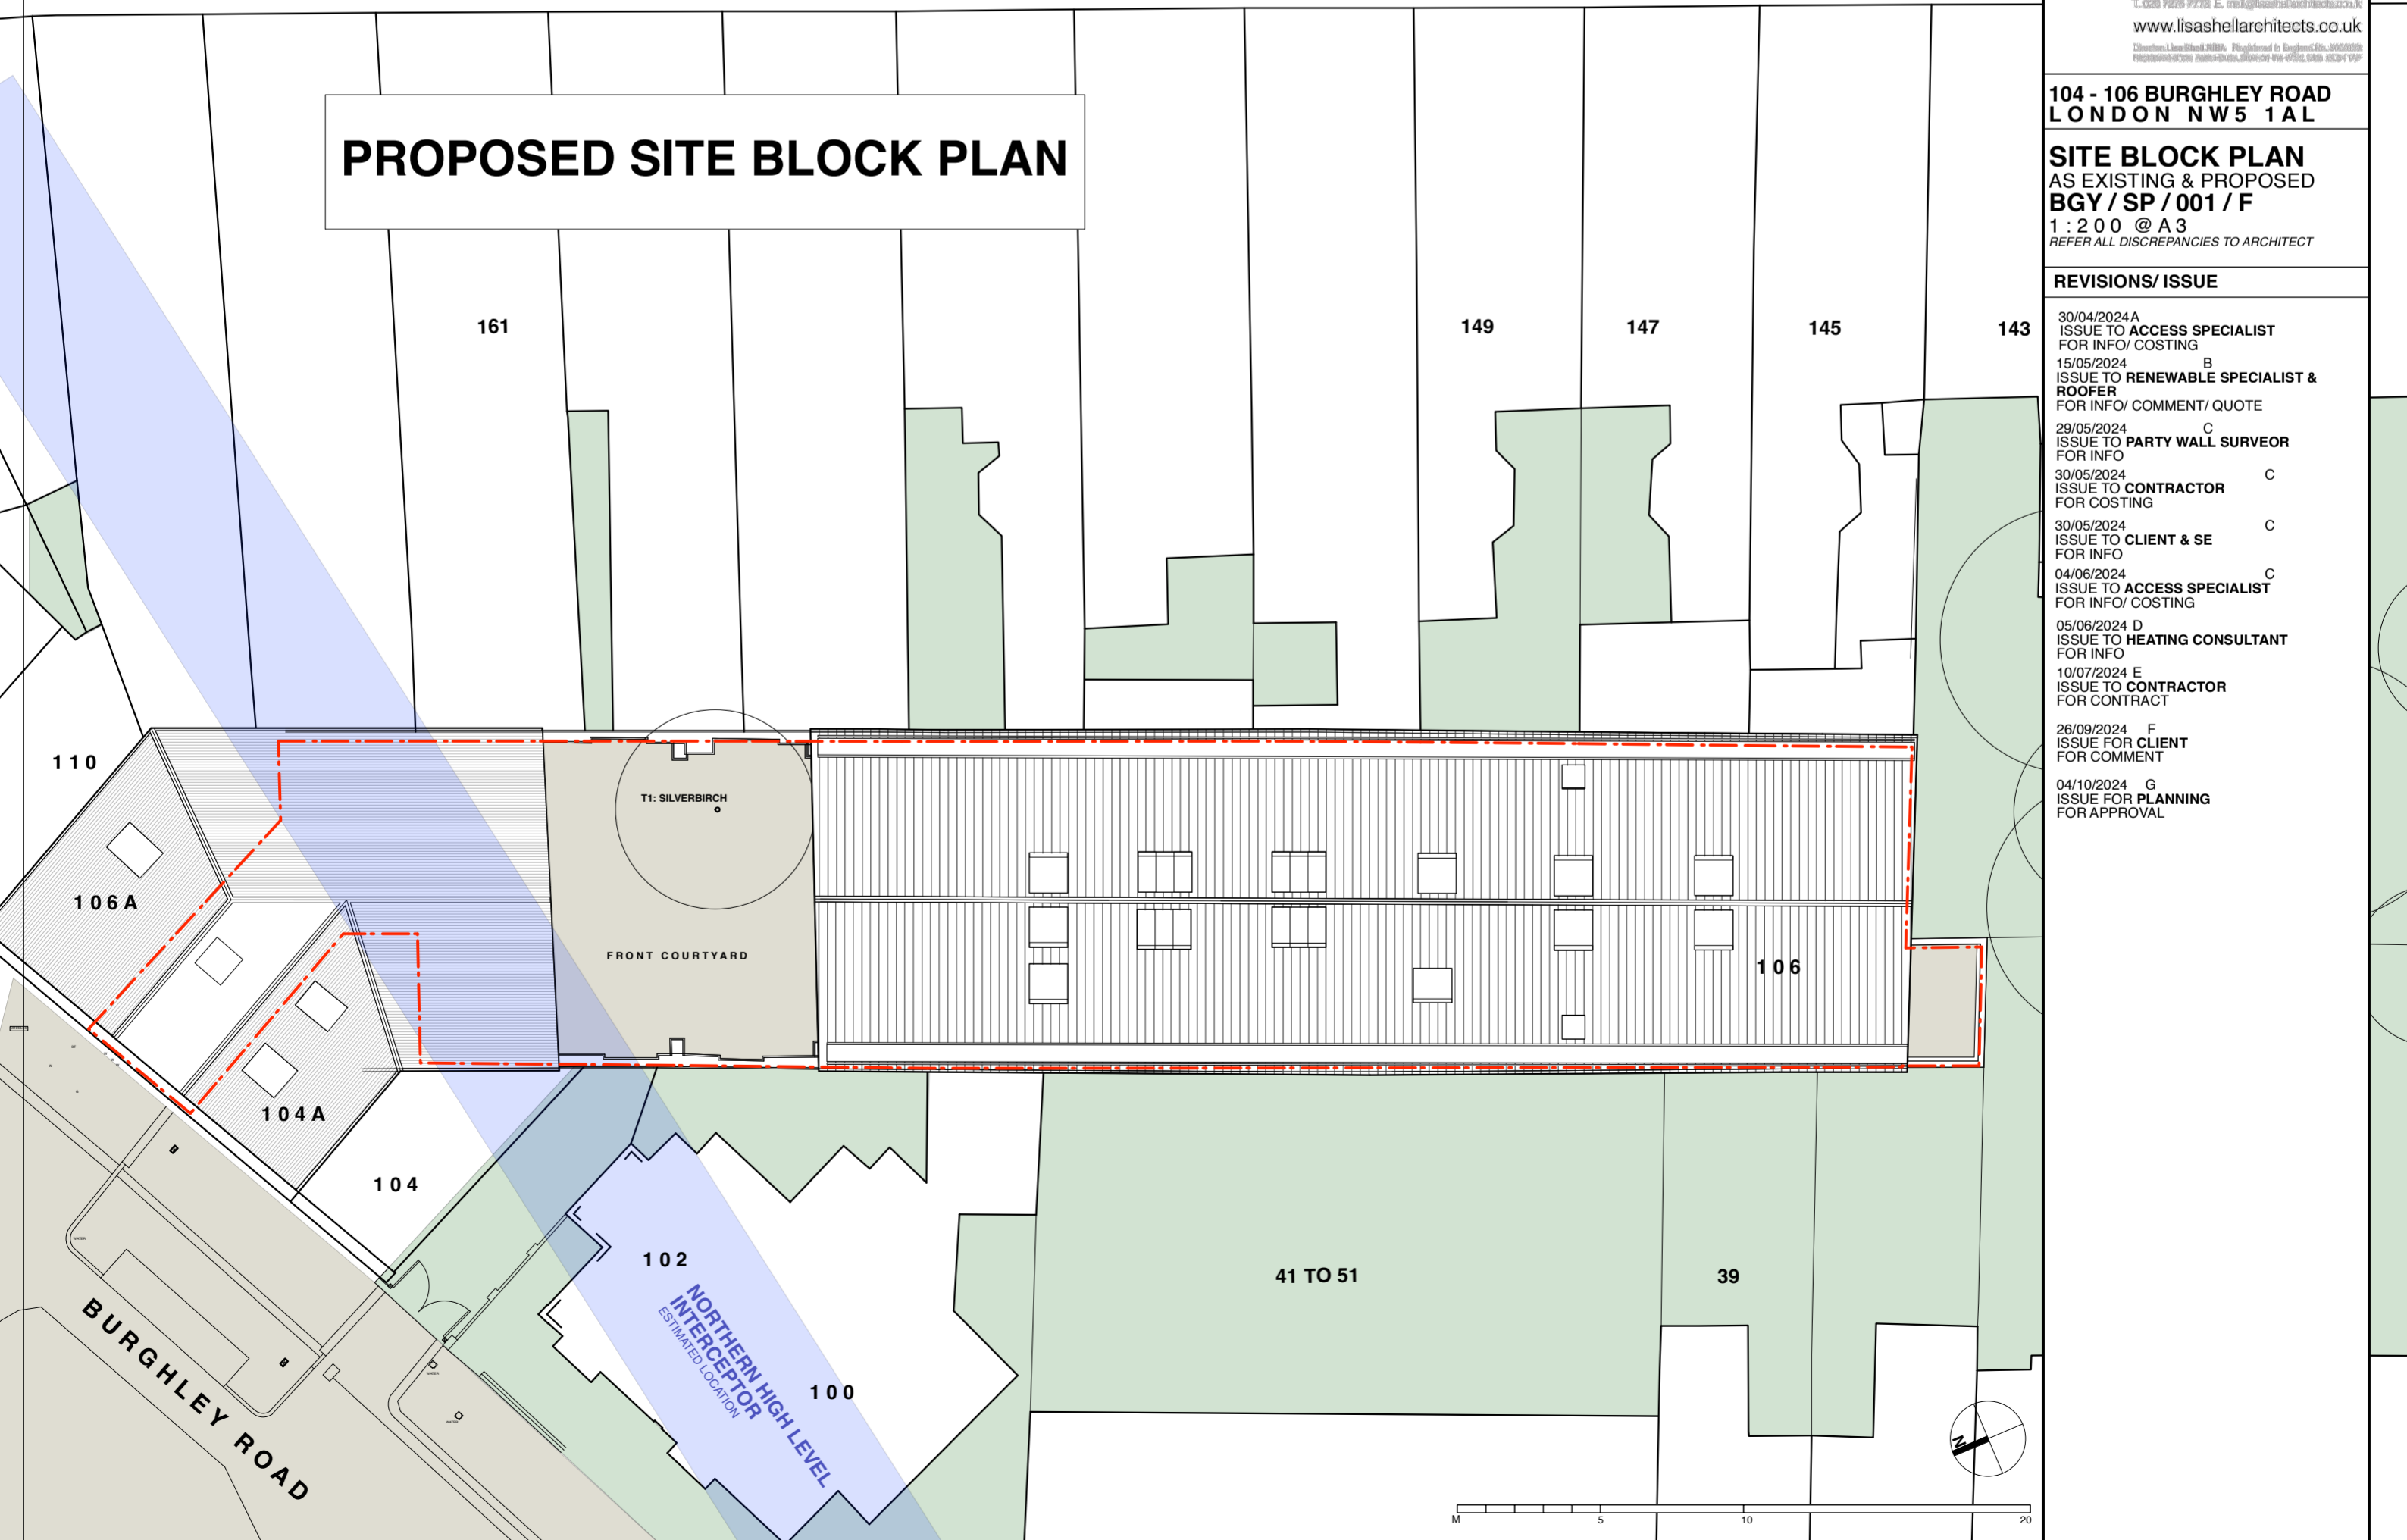 PROPOSED SITE BLOCK PLAN
161
149
147
145
143
110
T1: SILVERBIRCH
106A
FRONT COURTYARD
106
104A
104
102
41 TO 51
39
NORTHERN HIGH LEVEL
INTERCEPTOR
ESTIMATED LOCATION
100
BURGHLEY ROAD
N
M 5 10 20
www.lisashellarchitects.co.uk
104 - 106 BURGHLEY ROAD
LONDON NW5 1AL
SITE BLOCK PLAN
AS EXISTING & PROPOSED
BGY / SP / 001 / F
1:200 @A3
REFER ALL DISCREPANCIES TO ARCHITECT
REVISIONS/ ISSUE
30/04/2024 A
ISSUE TO ACCESS SPECIALIST
FOR INFO/ COSTING
15/05/2024 B
ISSUE TO RENEWABLE SPECIALIST &
ROOFER
FOR INFO/ COMMENT/ QUOTE
29/05/2024 C
ISSUE TO PARTY WALL SURVEOR
FOR INFO
30/05/2024 C
ISSUE TO CONTRACTOR
FOR COSTING
30/05/2024 C
ISSUE TO CLIENT & SE
FOR INFO
04/06/2024 C
ISSUE TO ACCESS SPECIALIST
FOR INFO/ COSTING
05/06/2024 D
ISSUE TO HEATING CONSULTANT
FOR INFO
10/07/2024 E
ISSUE TO CONTRACTOR
FOR CONTRACT
26/09/2024 F
ISSUE FOR CLIENT
FOR COMMENT
04/10/2024 G
ISSUE FOR PLANNING
FOR APPROVAL